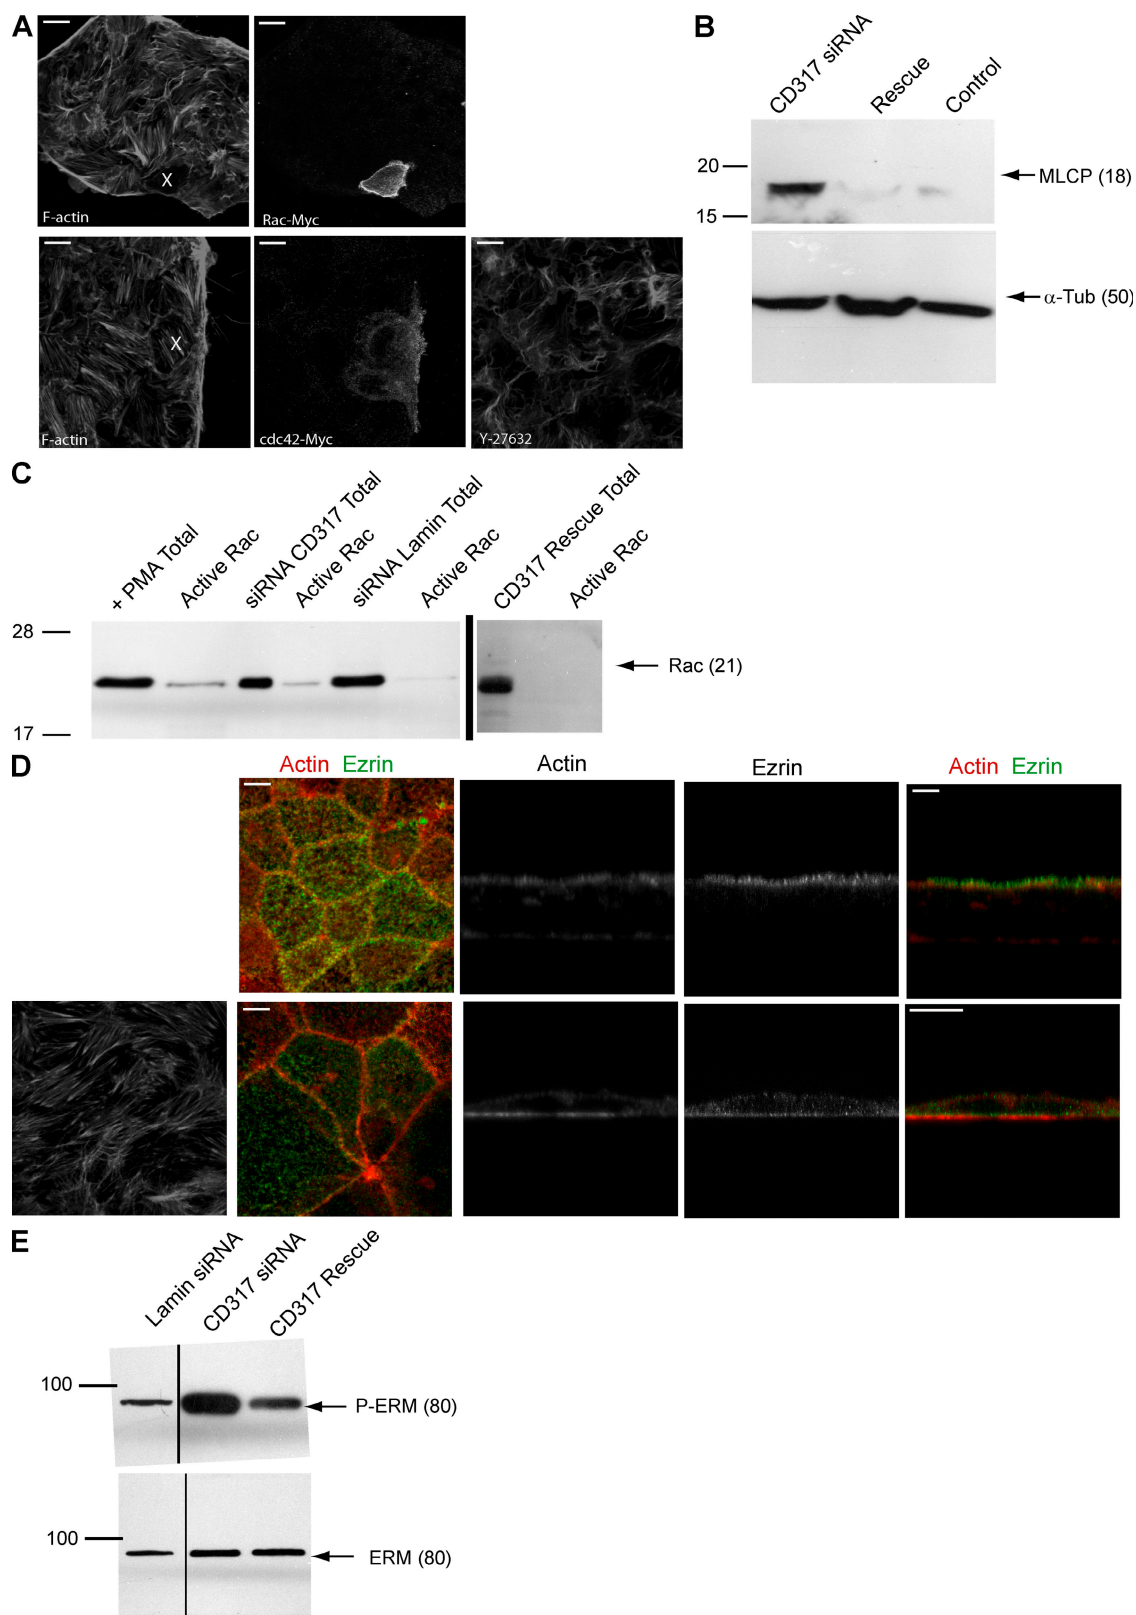 A
F-actin
X
Rac-Myc
F-actin
X
cdc42-Myc
Y-27632
B
CD317 siRNA
Rescue
Control
20
15
MLCP (18)
α-Tub (50)
C
+ PMA Total
Active Rac
siRNA CD317 Total
Active Rac
siRNA Lamin Total
Active Rac
CD317 Rescue Total
Active Rac
28
17
Rac (21)
D
Actin Ezrin
Actin
Ezrin
Actin Ezrin
E
Lamin siRNA
CD317 siRNA
CD317 Rescue
100
P-ERM (80)
100
ERM (80)